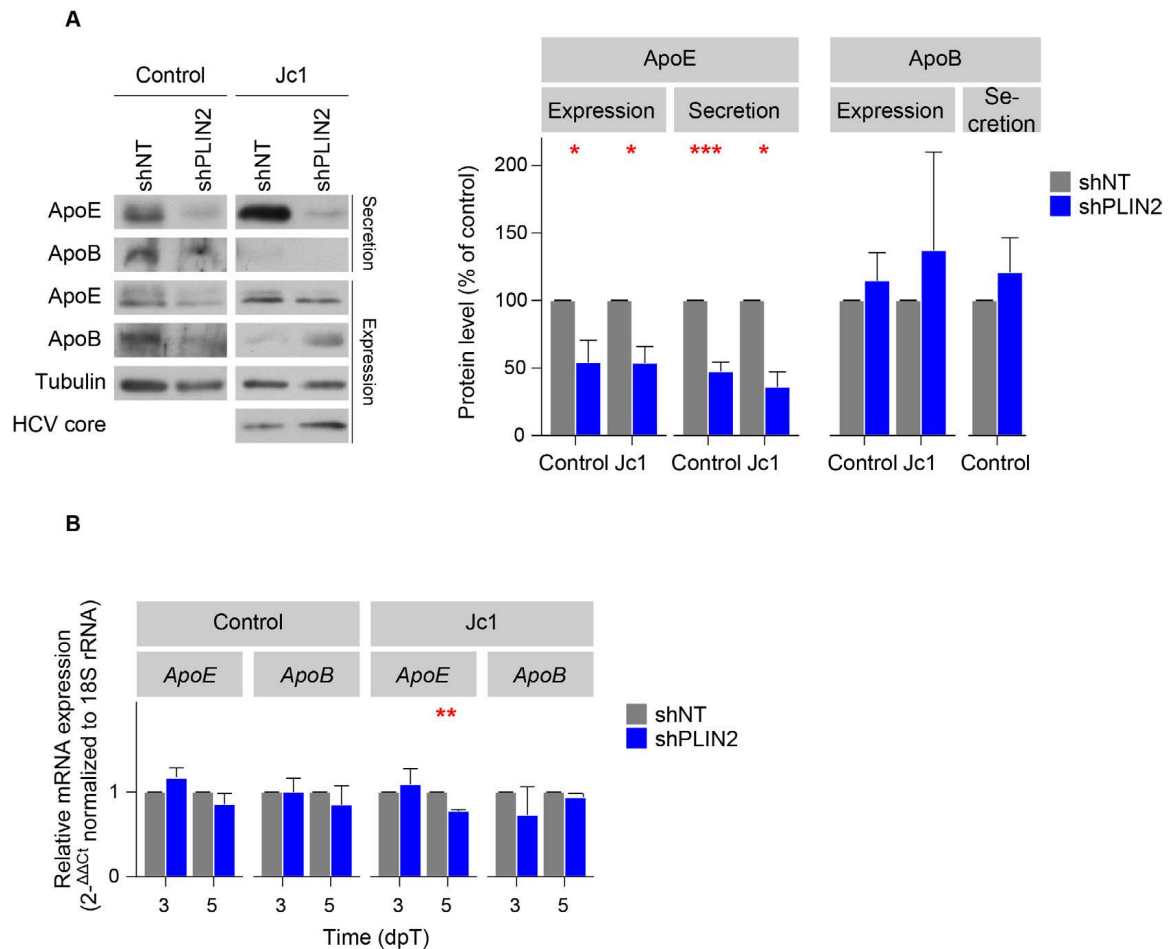 A
Control Jc1
shNT shPLIN2 shNT shPLIN2
ApoE
ApoB
Secretion
ApoE
ApoB
Tubulin
HCV core
Expression
ApoE ApoB
Expression Secretion Expression Se-
cretion
* * *** *
Protein level (% of control)
200
150
100
50
0
Control Jc1 Control Jc1 Control Jc1 Control
shNT
shPLIN2
B
Control Jc1
ApoE ApoB ApoE ApoB
**
Relative mRNA expression
(2-ΔΔCt normalized to 18S rRNA)
1
0
3 5 3 5 3 5 3 5
Time (dpT)
shNT
shPLIN2